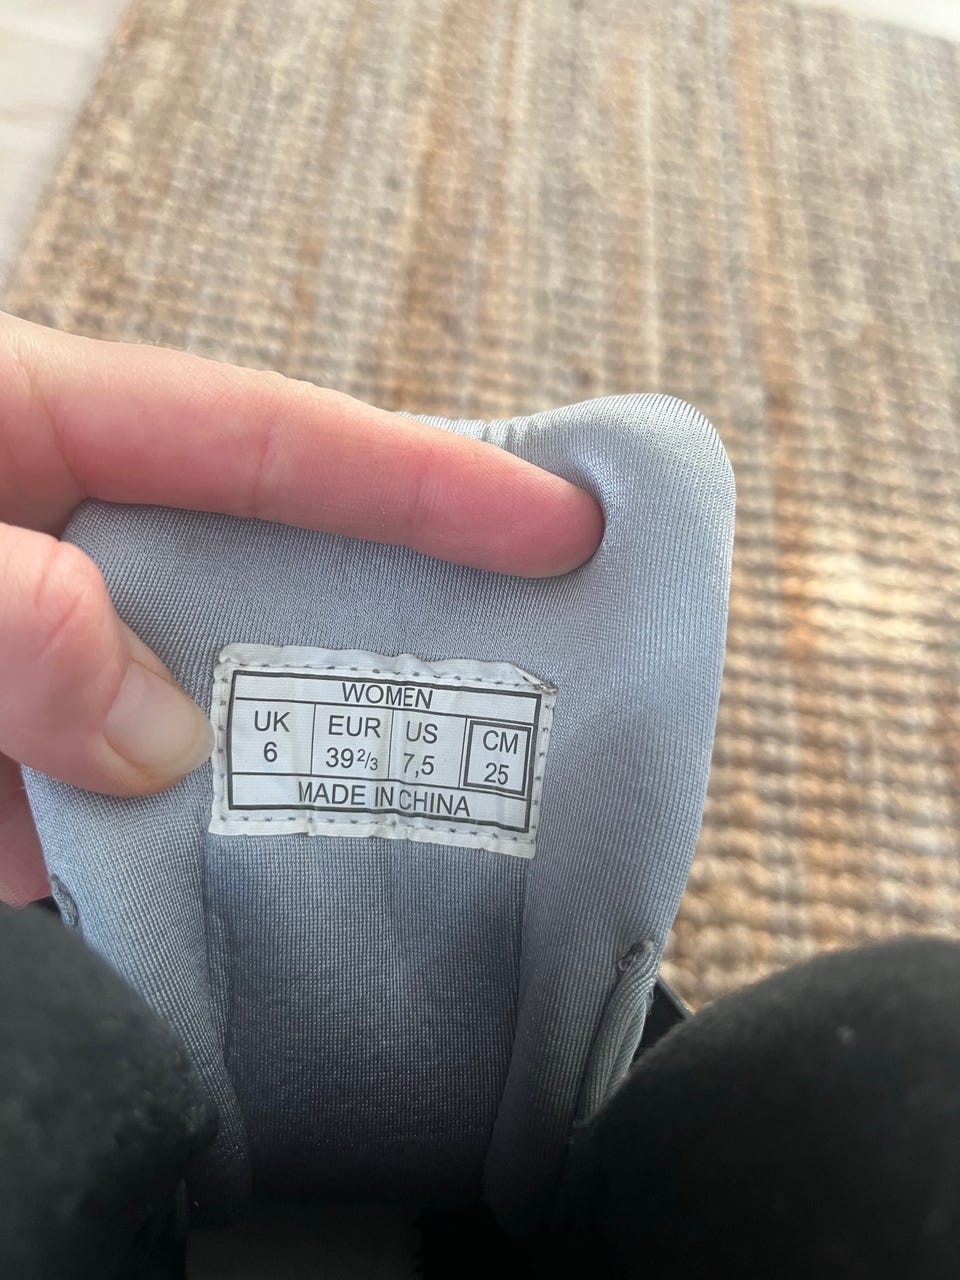 WOMEN
UK EUR US CM
6 39 2/3 7,5 25
MADE IN CHINA